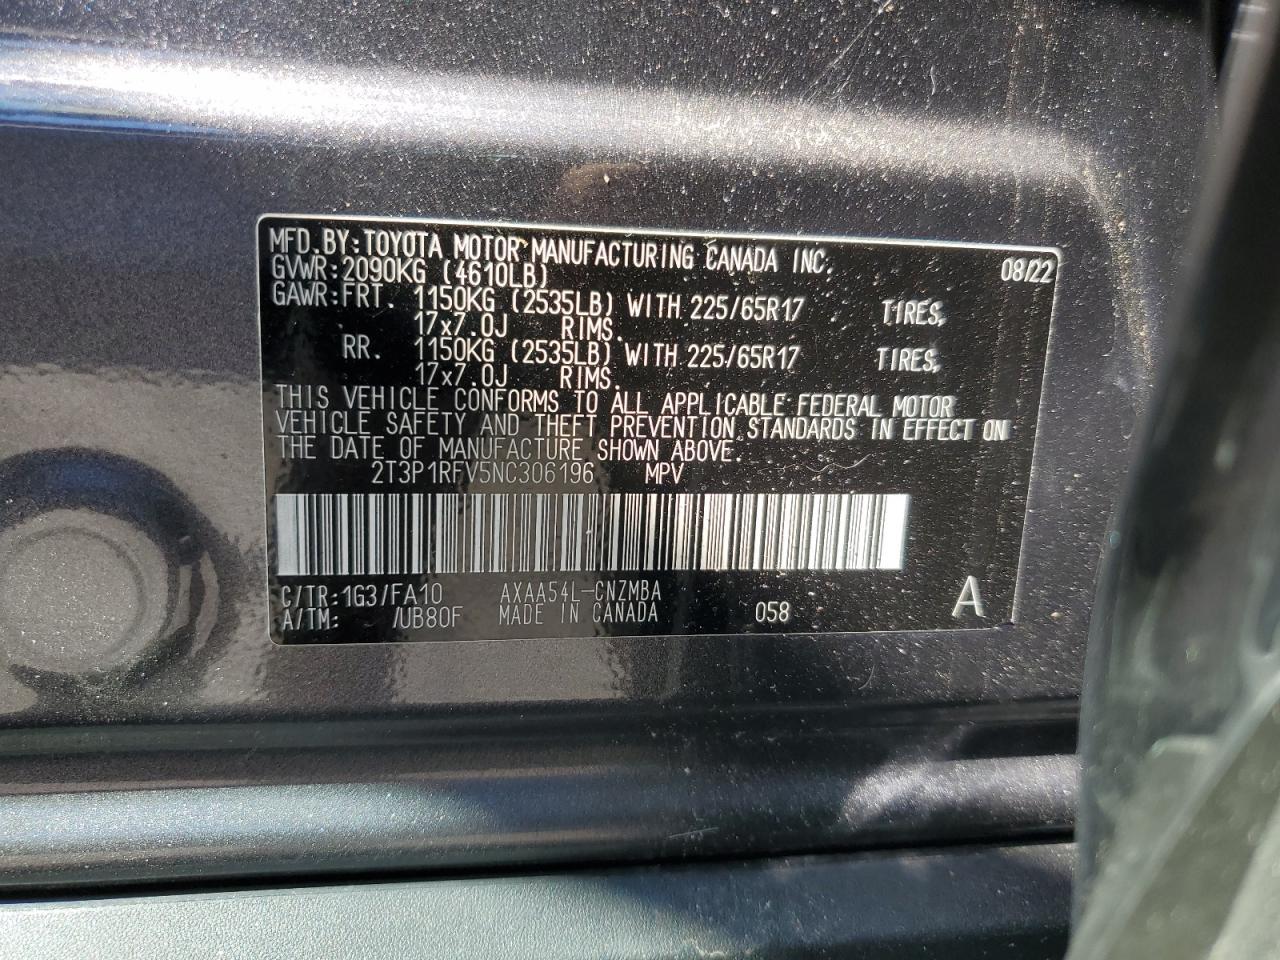 MFD.BY:TOYOTA MOTOR MANUFACTURING CANADA INC. 08/22
GVWR:2090KG (4610LB)
GAWR:FRT. 1150KG (2535LB) WITH 225/65R17 TIRES,
17x7.0J RIMS.
RR. 1150KG (2535LB) WITH 225/65R17 TIRES,
17x7.0J RIMS.
THIS VEHICLE CONFORMS TO ALL APPLICABLE FEDERAL MOTOR
VEHICLE SAFETY AND THEFT PREVENTION STANDARDS IN EFFECT ON
THE DATE OF MANUFACTURE SHOWN ABOVE.
2T3P1RFV5NC306196 MPV
C/TR:1G3/FA10 AXAA54L-CNZMBA
A/TM: /UB80F MADE IN CANADA 058 A